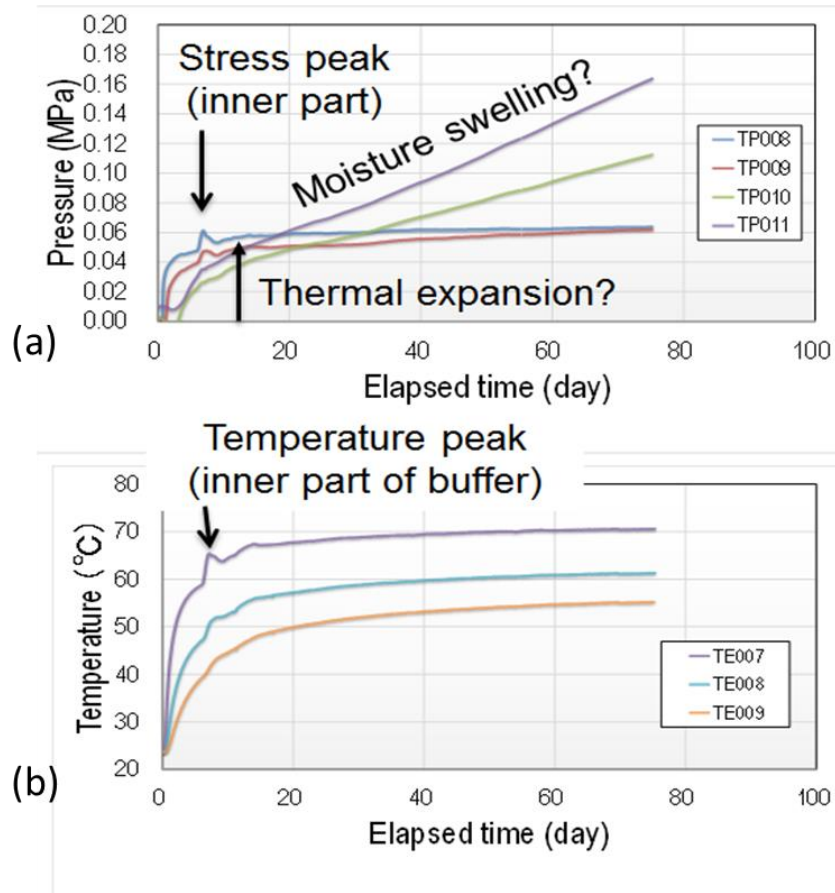 0.20
0.18
0.16
0.14
0.12
0.10
0.08
0.06
0.04
0.02
0.00
Pressure (MPa)
Stress peak
(inner part)
Moisture swelling?
TP008
TP009
TP010
TP011
Thermal expansion?
(a)
0 20 40 60 80 100
Elapsed time (day)
Temperature peak
(inner part of buffer)
80
70
60
50
40
30
20
Temperature (℃)
TE007
TE008
TE009
(b)
0 20 40 60 80 100
Elapsed time (day)